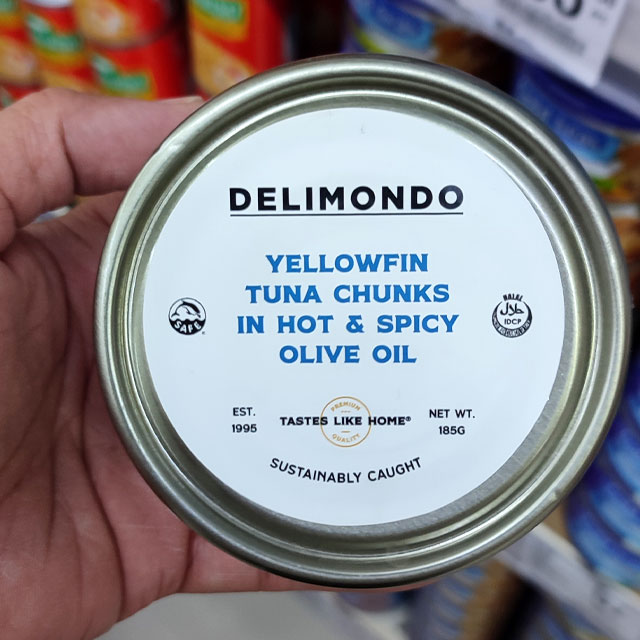 DELIMONDO
YELLOWFIN
TUNA CHUNKS
IN HOT & SPICY
OLIVE OIL
SAFE
HALAL
حلال
IDCP
EST.
1995
PREMIUM
TASTES LIKE HOME®
QUALITY
NET WT.
185G
SUSTAINABLY CAUGHT